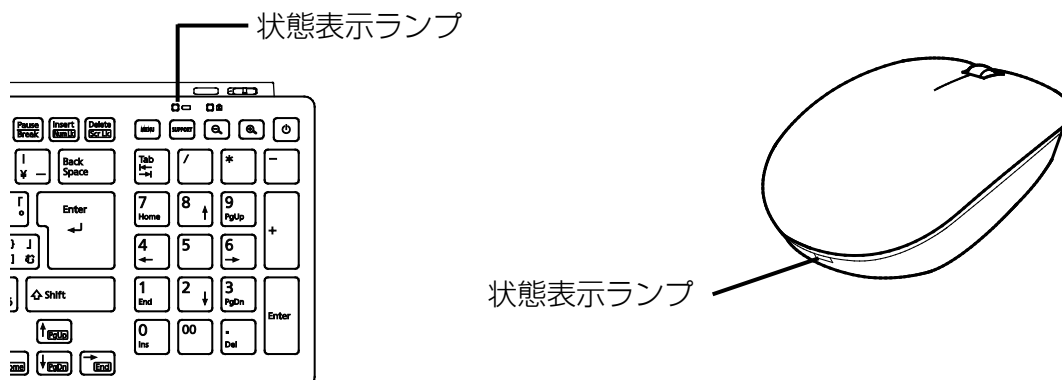 状態表示ランプ
Pause
Break
Insert
NumLk
Delete
Scr Lk
MENU
SUPPORT
|
¥ —
Back
Space
Tab
/
*
-
「
°
Enter
7
Home
8
9
PgUp
+
」
む
4
5
6
Shift
1
End
2
3
PgDn
Enter
状態表示ランプ
PgUp
0
Ins
00
.
Del
PgDn
End